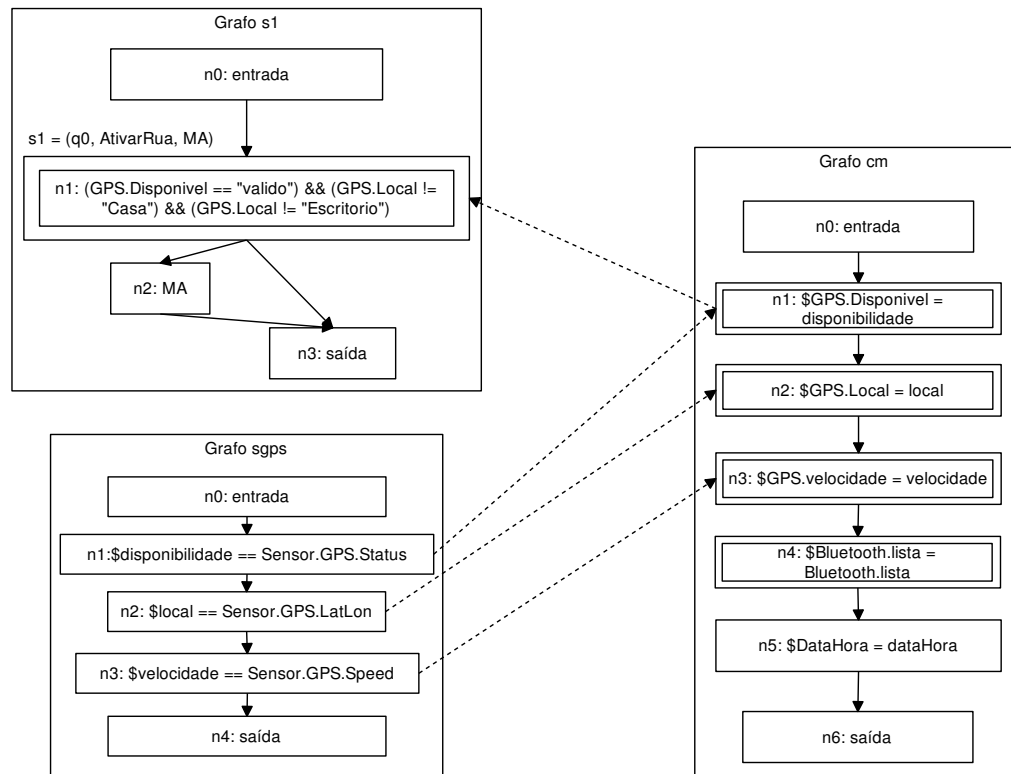 Grafo s1
n0: entrada
s1 = (q0, AtivarRua, MA)
n1: (GPS.Disponivel == "valido") && (GPS.Local !=
"Casa") && (GPS.Local != "Escritorio")
n2: MA
n3: saída
Grafo sgps
n0: entrada
n1:$disponibilidade == Sensor.GPS.Status
n2: $local == Sensor.GPS.LatLon
n3: $velocidade == Sensor.GPS.Speed
n4: saída
Grafo cm
n0: entrada
n1: $GPS.Disponivel =
disponibilidade
n2: $GPS.Local = local
n3: $GPS.velocidade = velocidade
n4: $Bluetooth.lista =
Bluetooth.lista
n5: $DataHora = dataHora
n6: saída